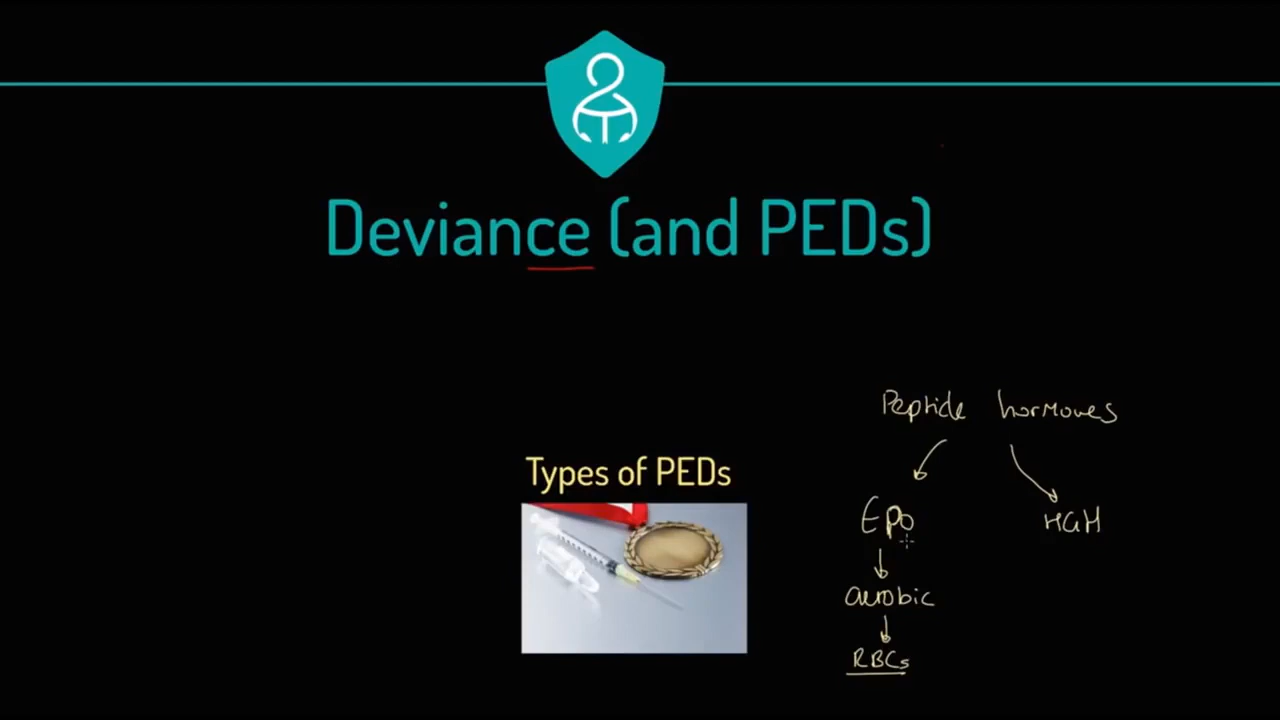 Deviance (and PEDs)
Peptide hormones
Types of PEDs
EPO
HGH
aerobic
RBCs